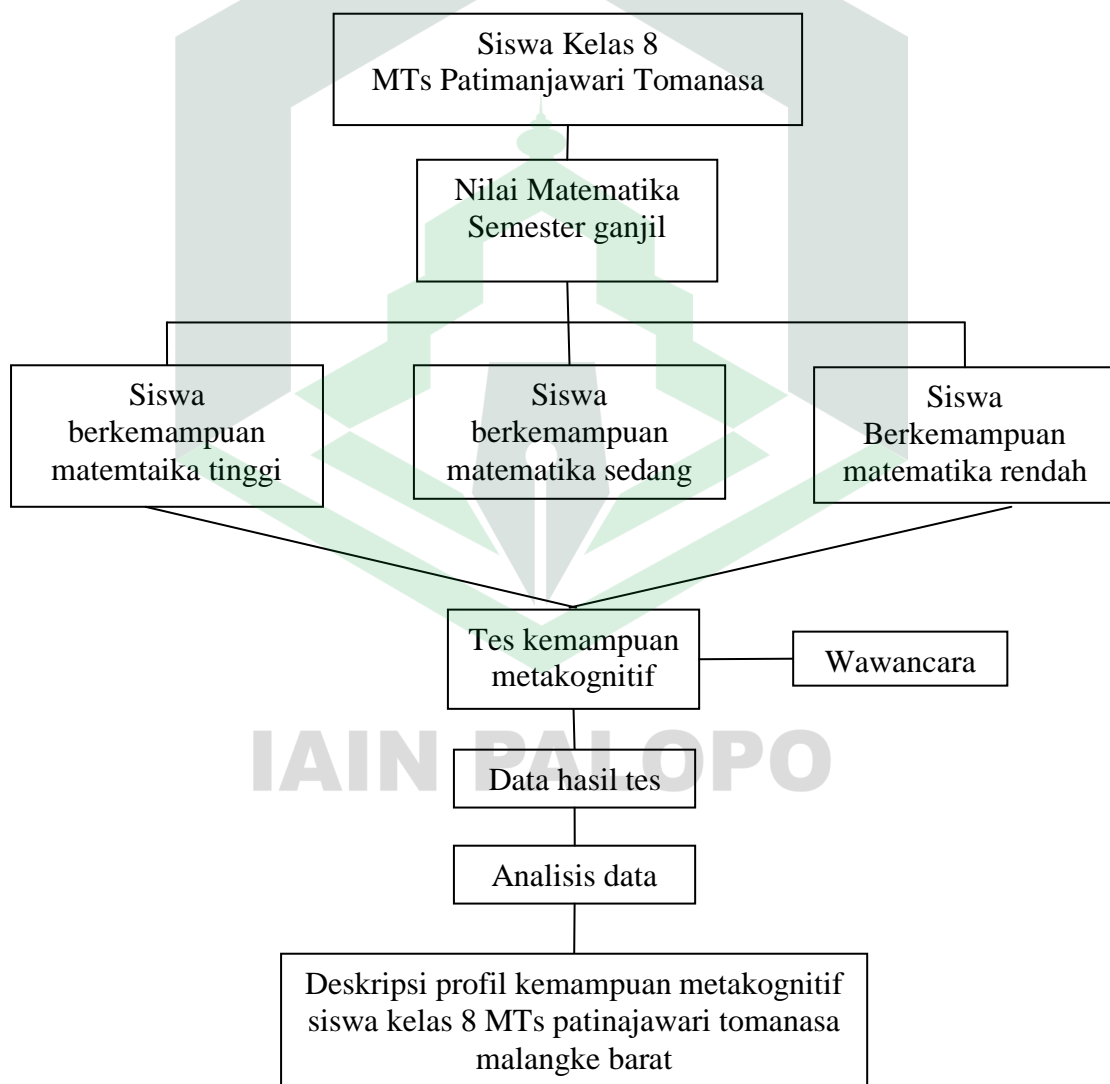 Siswa Kelas 8
MTs Patimanjawari Tomanasa
Nilai Matematika
Semester ganjil
Siswa
berkemampuan
matemtaika tinggi
Siswa
berkemampuan
matematika sedang
Siswa
Berkemampuan
matematika rendah
Tes kemampuan
metakognitif
Wawancara
IAIN PALOPO
Data hasil tes
Analisis data
Deskripsi profil kemampuan metakognitif
siswa kelas 8 MTs patinajawari tomanasa
malangke barat